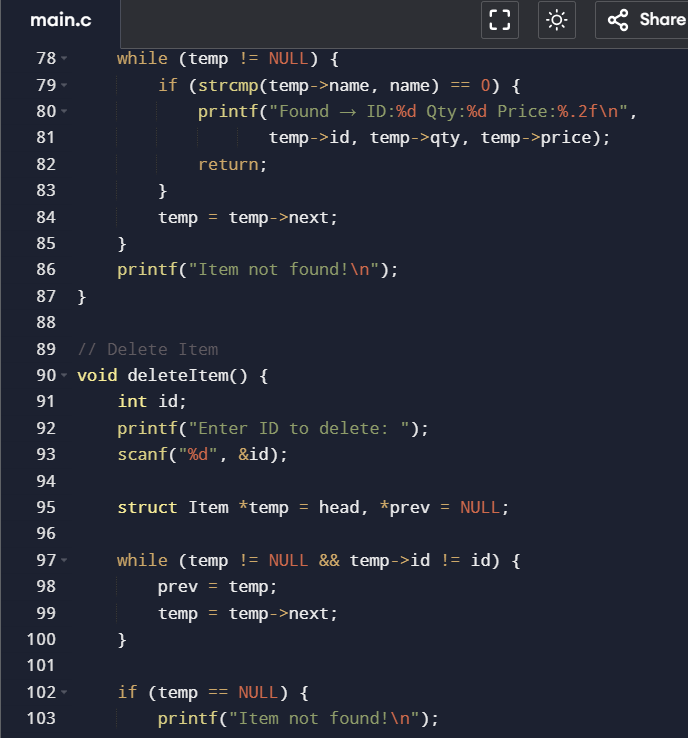 main.c
Share
78 while (temp != NULL) {
79 if (strcmp(temp->name, name) == 0) {
80 printf("Found → ID:%d Qty:%d Price:%.2f\n",
81 temp->id, temp->qty, temp->price);
82 return;
83 }
84 temp = temp->next;
85 }
86 printf("Item not found!\n");
87 }
88
89 // Delete Item
90 void deleteItem() {
91 int id;
92 printf("Enter ID to delete: ");
93 scanf("%d", &id);
94
95 struct Item *temp = head, *prev = NULL;
96
97 while (temp != NULL && temp->id != id) {
98 prev = temp;
99 temp = temp->next;
100 }
101
102 if (temp == NULL) {
103 printf("Item not found!\n");